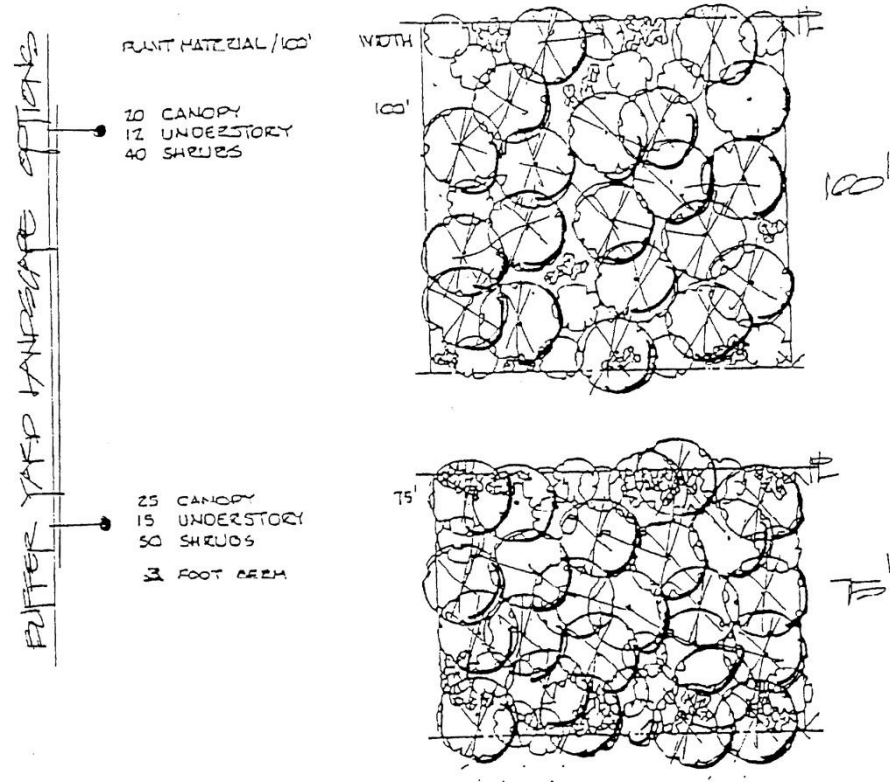 BUFFER YARD LANDSCAPE OPTIONS
PLANT MATERIAL/100'
WIDTH
20 CANOPY
12 UNDERSTORY
40 SHRUBS
100'
100'
25 CANOPY
15 UNDERSTORY
50 SHRUBS
3 FOOT BERM
75'